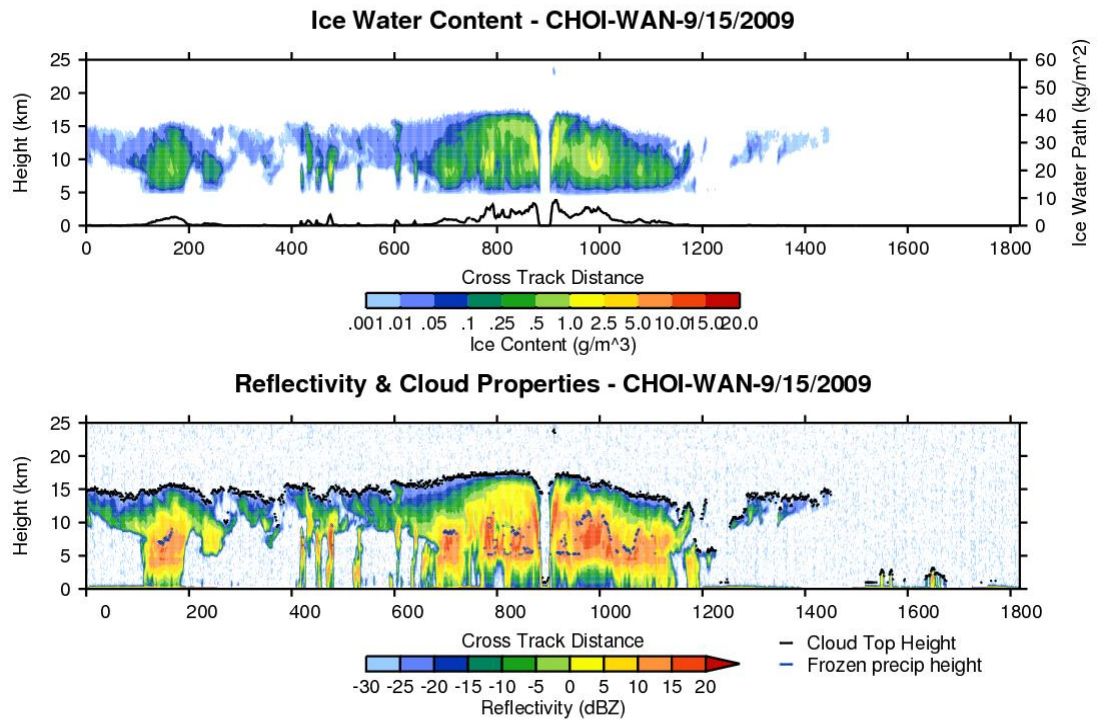 Ice Water Content - CHOI-WAN-9/15/2009
25 60
20 50
15 40
10 30
5 20
0 10
0
Height (km)
Ice Water Path (kg/m^2)
0 200 400 600 800 1000 1200 1400 1600 1800
Cross Track Distance
.001 .01 .05 .1 .25 .5 1.0 2.5 5.0 10.0 15.0 20.0
Ice Content (g/m^3)
Reflectivity & Cloud Properties - CHOI-WAN-9/15/2009
25
20
15
10
5
0
Height (km)
0 200 400 600 800 1000 1200 1400 1600 1800
Cross Track Distance
Cloud Top Height
Frozen precip height
-30 -25 -20 -15 -10 -5 0 5 10 15 20
Reflectivity (dBZ)